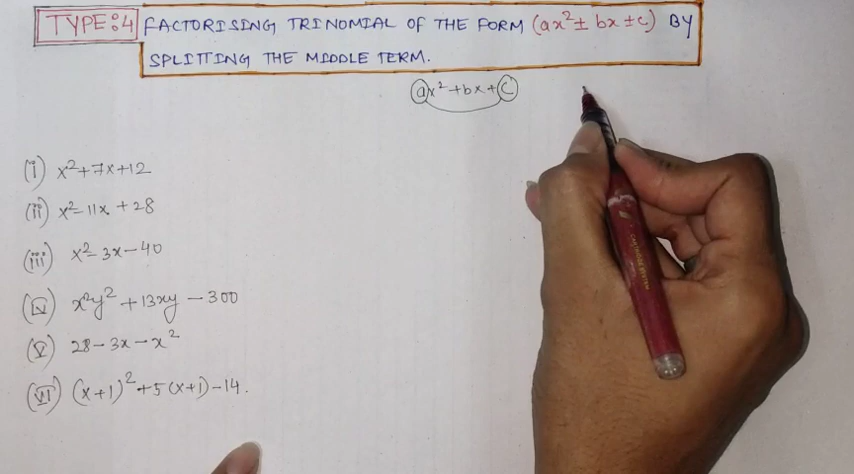 TYPE:4 FACTORISING TRINOMIAL OF THE FORM (ax²± bx ±c) BY
SPLITTING THE MIDDLE TERM.
ax²+bx+c
(i) x²+7x+12
(ii) x²-11x+28
(iii) x²-3x-40
(iv) x²y²+13xy-300
(v) 28-3x-x²
(vi) (x+1)²+5(x+1)-14.